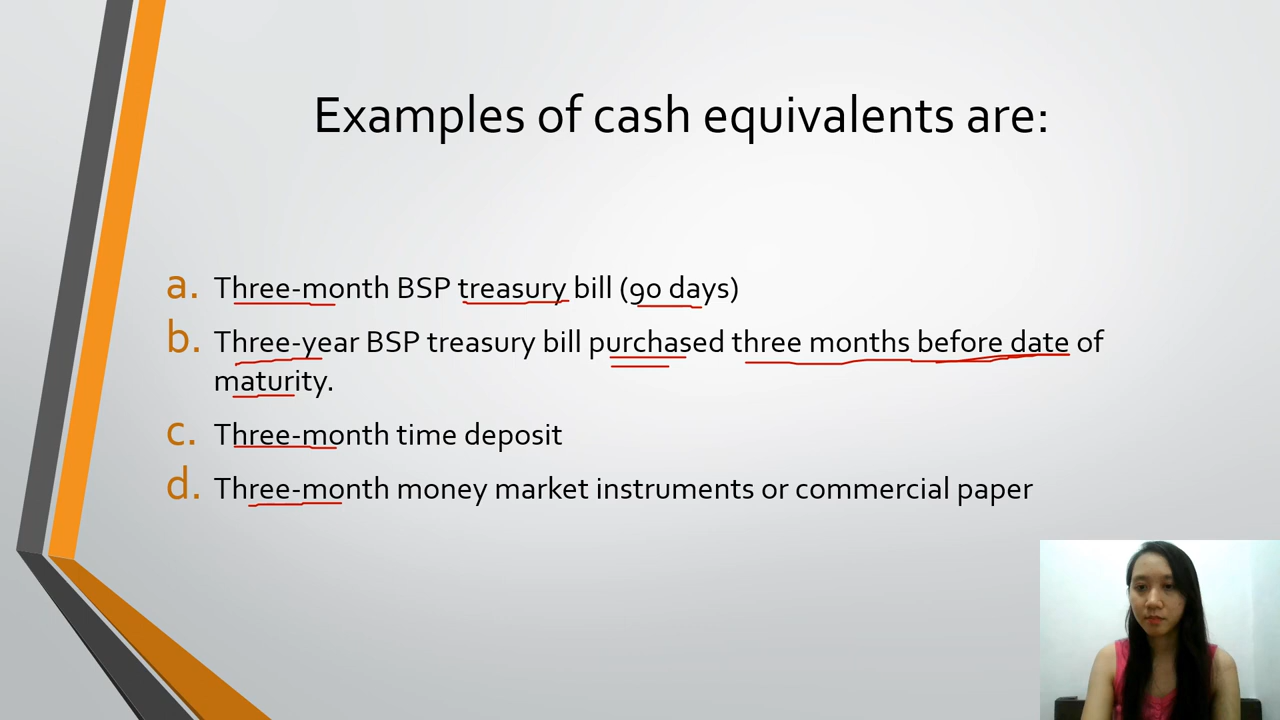 Examples of cash equivalents are:
a. Three-month BSP treasury bill (90 days)
b. Three-year BSP treasury bill purchased three months before date of
maturity.
c. Three-month time deposit
d. Three-month money market instruments or commercial paper